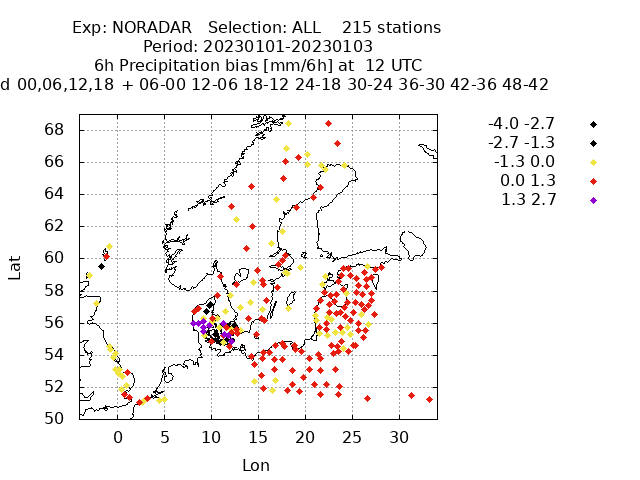 Exp: NORADAR   Selection: ALL    215 stations
Period: 20230101-20230103
6h Precipitation bias [mm/6h] at  12 UTC
d 00,06,12,18 + 06-00 12-06 18-12 24-18 30-24 36-30 42-36 48-42
-4.0 -2.7
-2.7 -1.3
-1.3 0.0
0.0 1.3
1.3 2.7
68
66
64
62
60
58
56
54
52
50
Lat
0 5 10 15 20 25 30
Lon